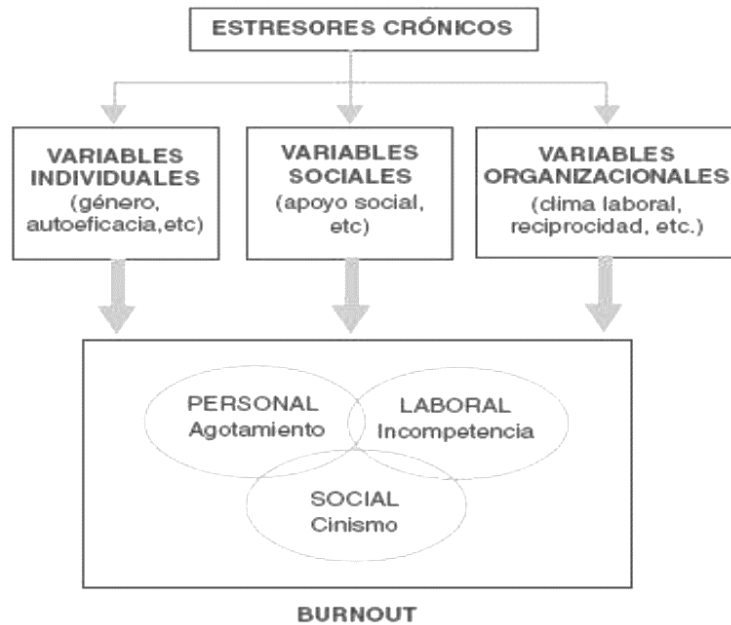 ESTRESORES CRÓNICOS
VARIABLES
INDIVIDUALES
(género,
autoeficacia,etc)
VARIABLES
SOCIALES
(apoyo social,
etc)
VARIABLES
ORGANIZACIONALES
(clima laboral,
reciprocidad, etc.)
PERSONAL
Agotamiento
LABORAL
Incompetencia
SOCIAL
Cinismo
BURNOUT